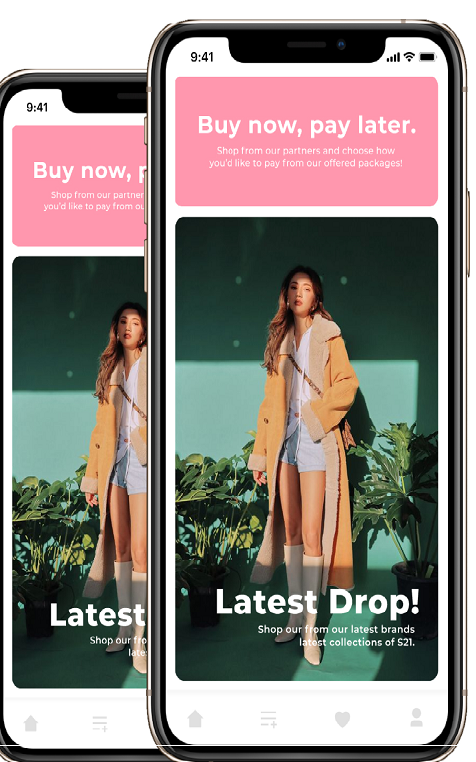 9:41
Buy now, p
Shop from our partner
you'd like to pay from ou
Latest
Shop our fro
late
9:41
Buy now, pay later.
Shop from our partners and choose how
you'd like to pay from our offered packages!
Latest Drop!
Shop our from our latest brands
latest collections of S21.